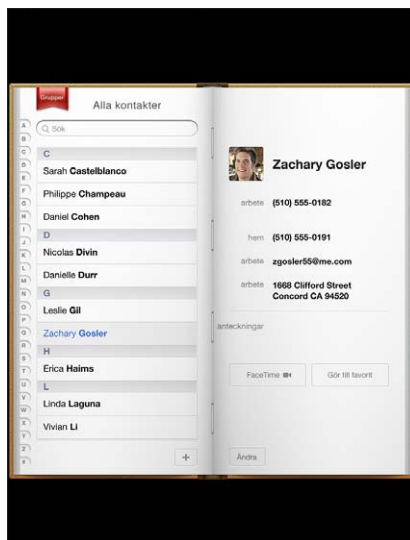 Grupper
Alla kontakter
Sök
A
B
C
D
E
F
G
H
I
J
K
L
M
N
O
P
Q
R
S
T
U
V
W
X
Y
Z
#
C
Sarah Castelblanco
Philippe Champeau
Daniel Cohen
D
Nicolas Divin
Danielle Durr
G
Leslie Gil
Zachary Gosler
H
Erica Haims
L
Linda Laguna
Vivian Li
+
Zachary Gosler
arbete (510) 555-0182
hem (510) 555-0191
arbete zgosler55@me.com
arbete 1668 Clifford Street
Concord CA 94520
anteckningar
FaceTime
Gör till favorit
Ändra